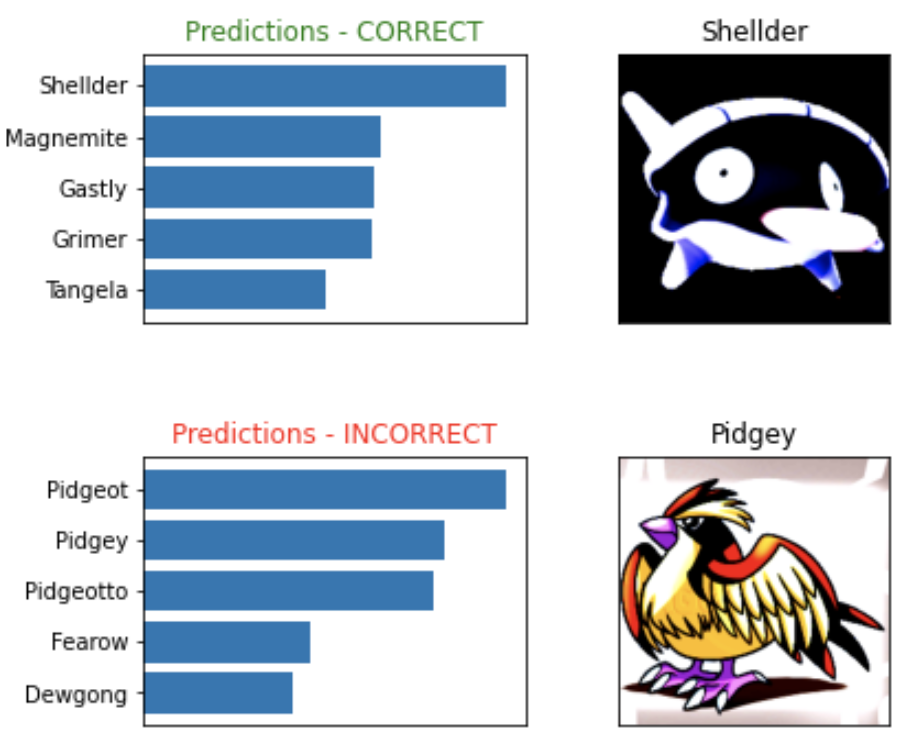 Predictions - CORRECT
Shellder
Shellder
Magnemite
Gastly
Grimer
Tangela
Predictions - INCORRECT
Pidgey
Pidgeot
Pidgey
Pidgeotto
Fearow
Dewgong